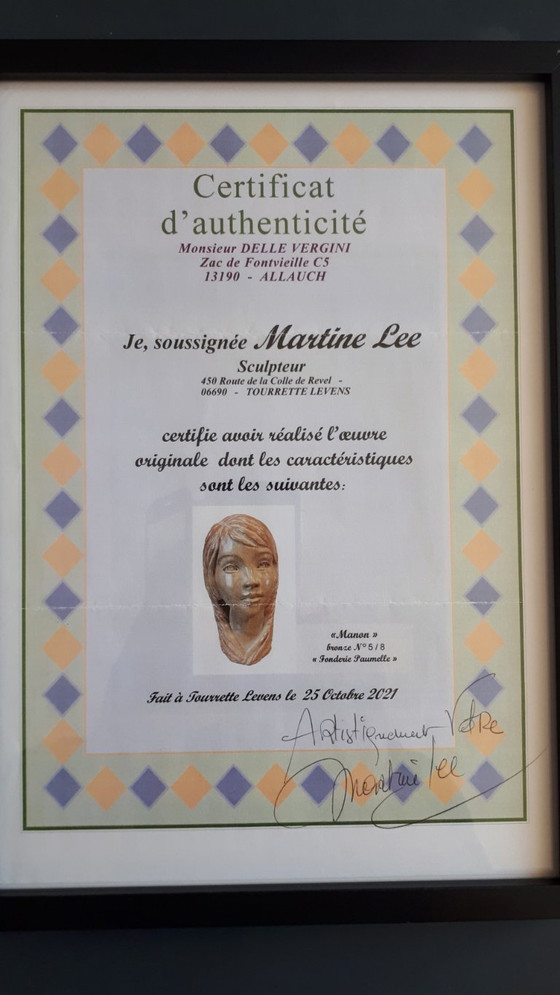 Certificat
d'authenticité
Monsieur DELLE VERGINI
Zac de Fontvieille C5
13190 - ALLAUCH
Je, soussignée Martine Lee
Sculpteur
450 Route de la Colle de Revel -
06690 - TOURRETTE LEVENS
certifie avoir réalisé l'œuvre
originale dont les caractéristiques
sont les suivantes:
«Manon »
bronze N° 5 / 8
« Fonderie Paumelle »
Fait à Tourrette Levens le 25 Octobre 2021
Artistiquement Vôtre
Martine Lee